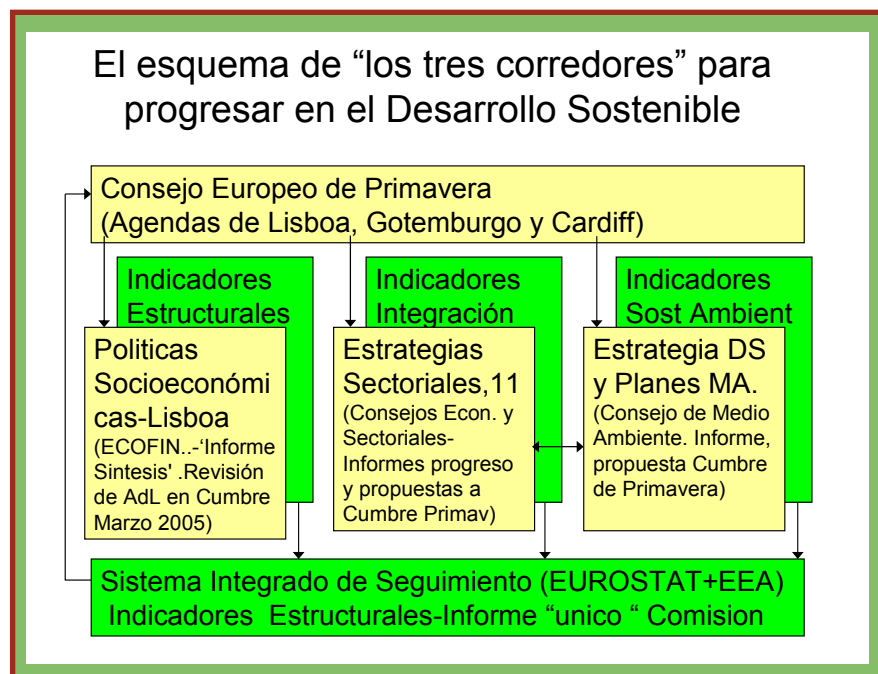 El esquema de “los tres corredores” para
progresar en el Desarrollo Sostenible
Consejo Europeo de Primavera
(Agendas de Lisboa, Gotemburgo y Cardiff)
Indicadores
Estructurales
Politicas
Socioeconómi
cas-Lisboa
(ECOFIN..-‘Informe
Sintesis' .Revisión
de AdL en Cumbre
Marzo 2005)
Indicadores
Integración
Estrategias
Sectoriales,11
(Consejos Econ. y
Sectoriales-
Informes progreso
y propuestas a
Cumbre Primav)
Indicadores
Sost Ambient
Estrategia DS
y Planes MA.
(Consejo de Medio
Ambiente. Informe,
propuesta Cumbre
de Primavera)
Sistema Integrado de Seguimiento (EUROSTAT+EEA)
Indicadores Estructurales-Informe “unico “ Comision